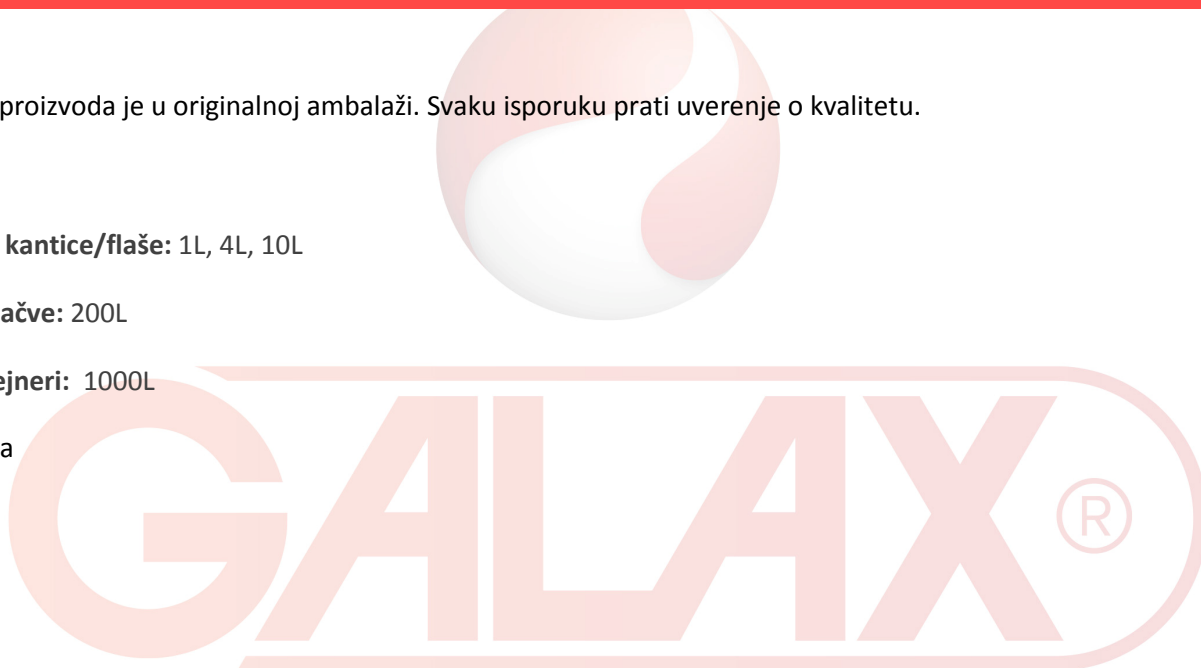 proizvoda je u originalnoj ambalaži. Svaku isporuku prati uverenje o kvalitetu.
kantice/flaše: 1L, 4L, 10L
ačve: 200L
ejneri: 1000L
a
GALAX®